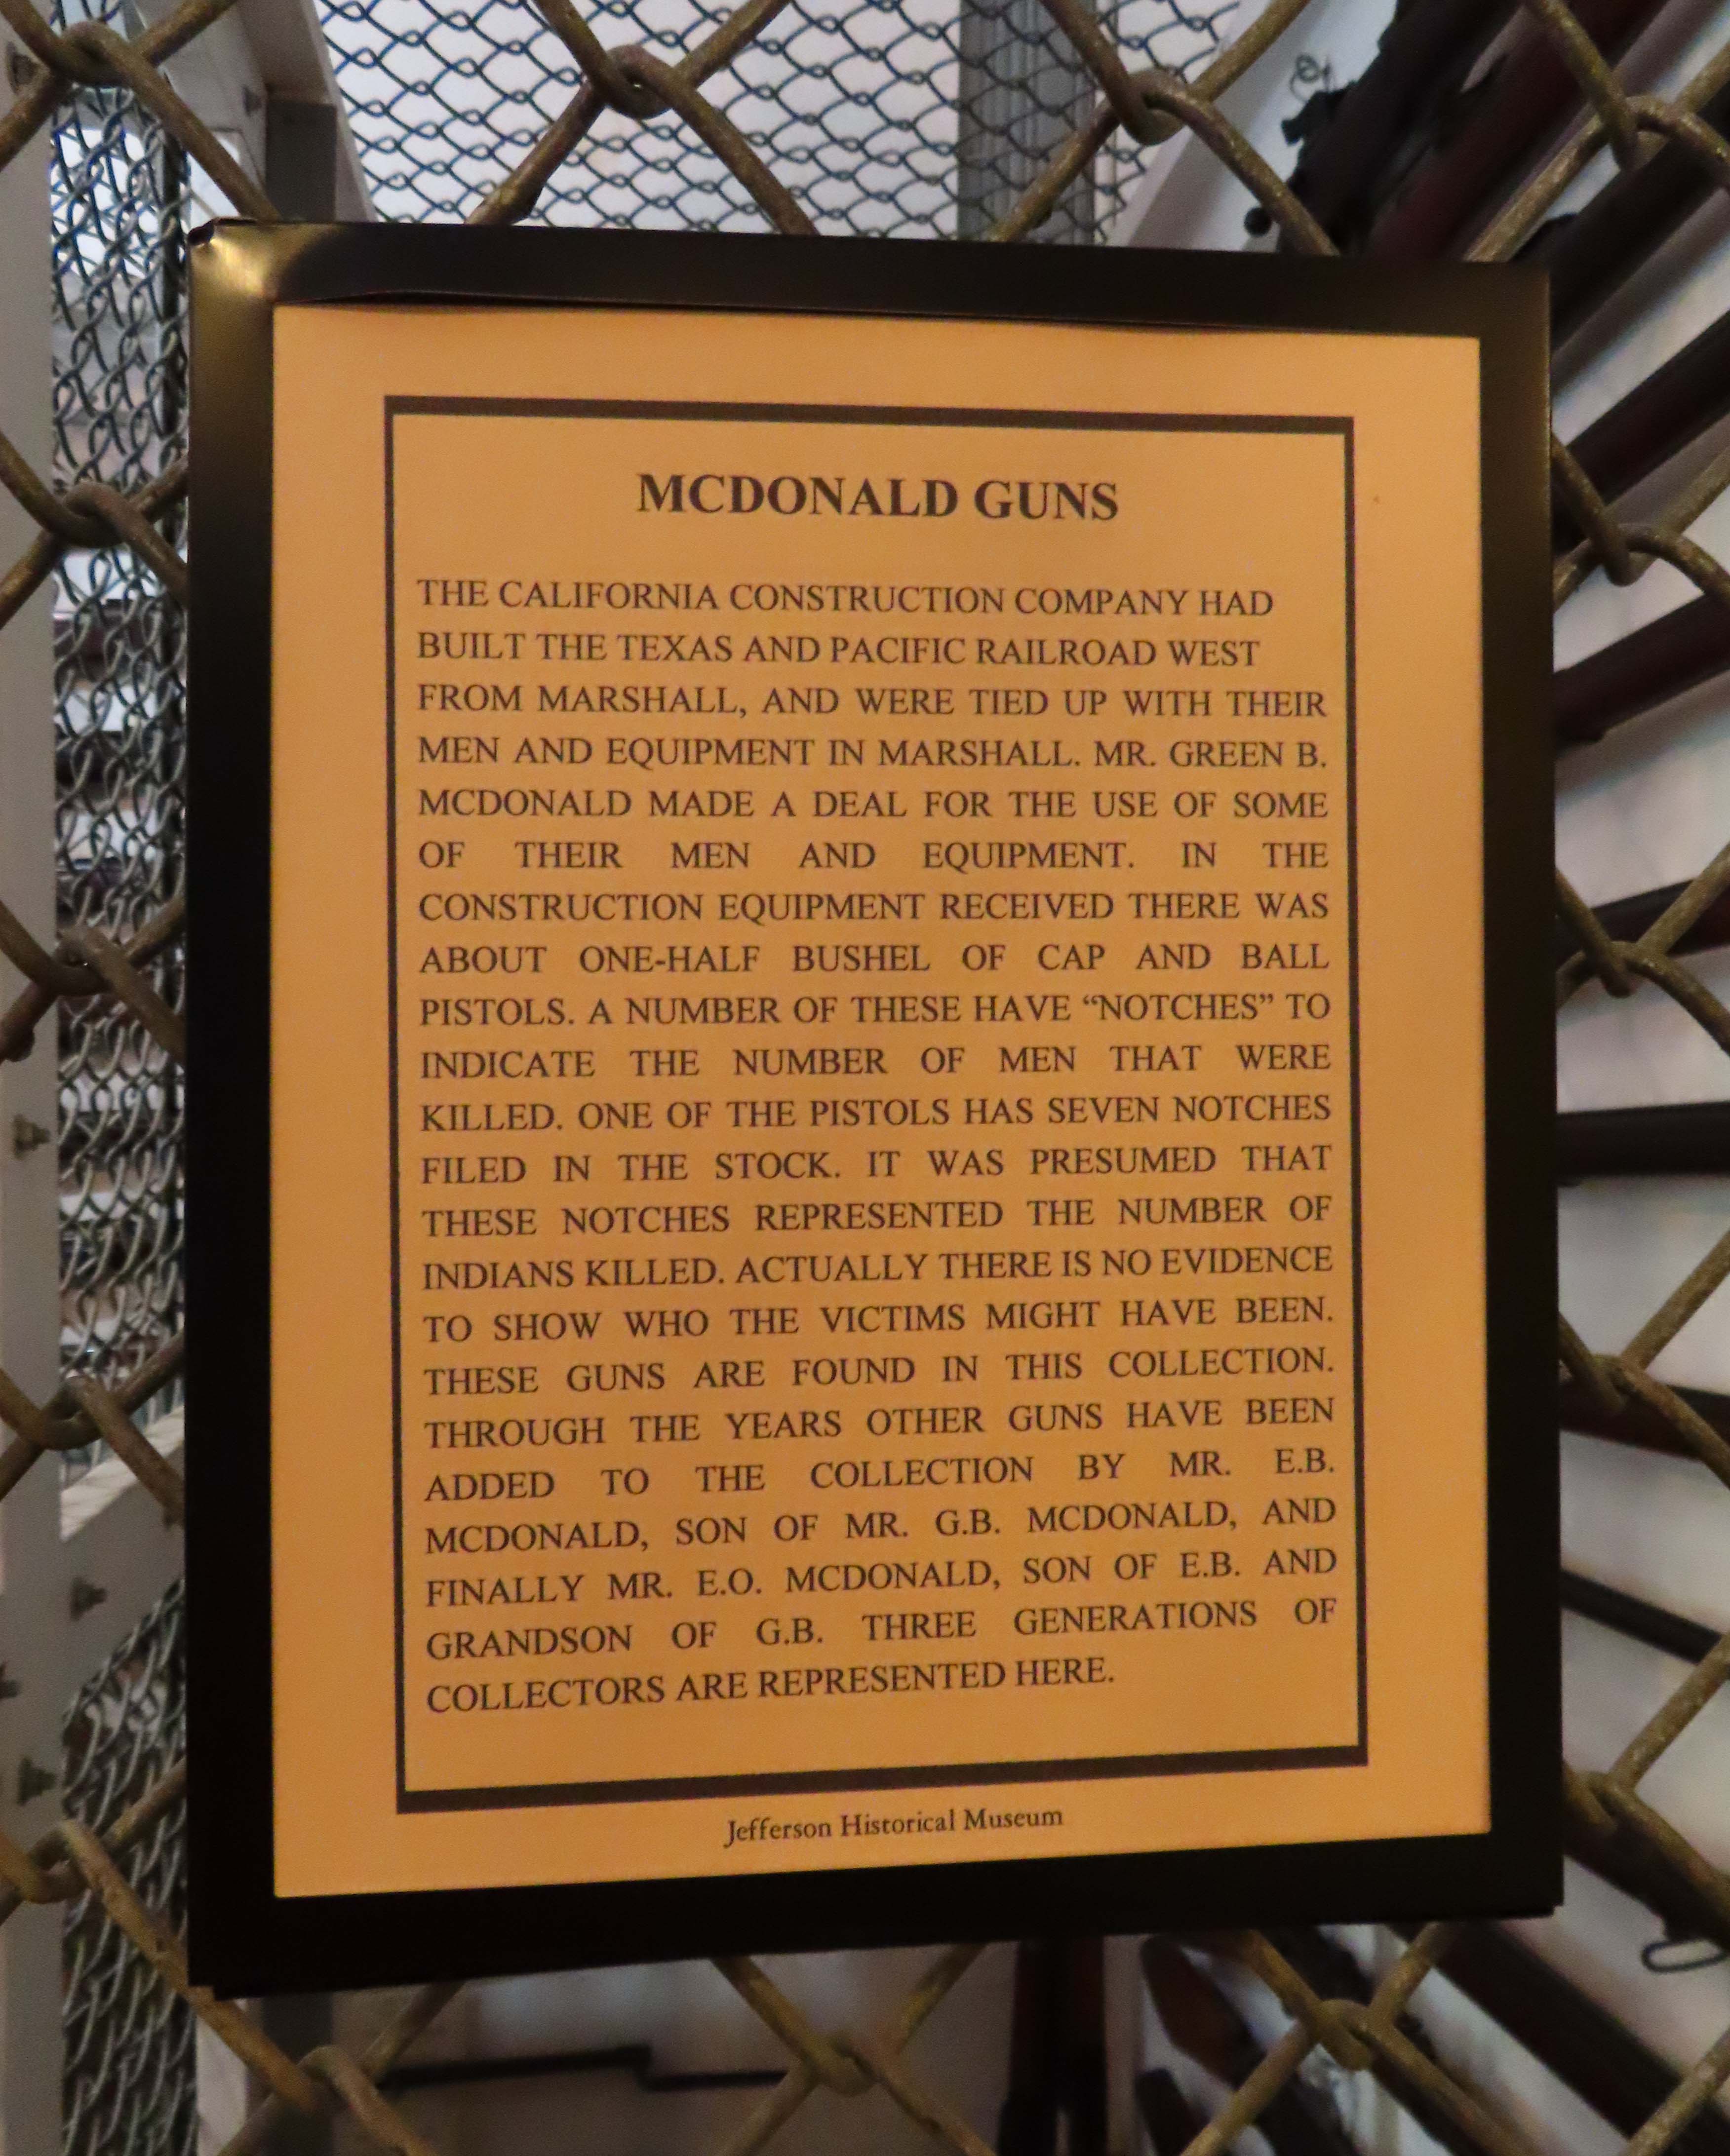 MCDONALD GUNS
THE CALIFORNIA CONSTRUCTION COMPANY HAD
BUILT THE TEXAS AND PACIFIC RAILROAD WEST
FROM MARSHALL, AND WERE TIED UP WITH THEIR
MEN AND EQUIPMENT IN MARSHALL. MR. GREEN B.
MCDONALD MADE A DEAL FOR THE USE OF SOME
OF THEIR MEN AND EQUIPMENT. IN THE
CONSTRUCTION EQUIPMENT RECEIVED THERE WAS
ABOUT ONE-HALF BUSHEL OF CAP AND BALL
PISTOLS. A NUMBER OF THESE HAVE “NOTCHES” TO
INDICATE THE NUMBER OF MEN THAT WERE
KILLED. ONE OF THE PISTOLS HAS SEVEN NOTCHES
FILED IN THE STOCK. IT WAS PRESUMED THAT
THESE NOTCHES REPRESENTED THE NUMBER OF
INDIANS KILLED. ACTUALLY THERE IS NO EVIDENCE
TO SHOW WHO THE VICTIMS MIGHT HAVE BEEN.
THESE GUNS ARE FOUND IN THIS COLLECTION.
THROUGH THE YEARS OTHER GUNS HAVE BEEN
ADDED TO THE COLLECTION BY MR. E.B.
MCDONALD, SON OF MR. G.B. MCDONALD, AND
FINALLY MR. E.O. MCDONALD, SON OF E.B. AND
GRANDSON OF G.B. THREE GENERATIONS OF
COLLECTORS ARE REPRESENTED HERE.
Jefferson Historical Museum